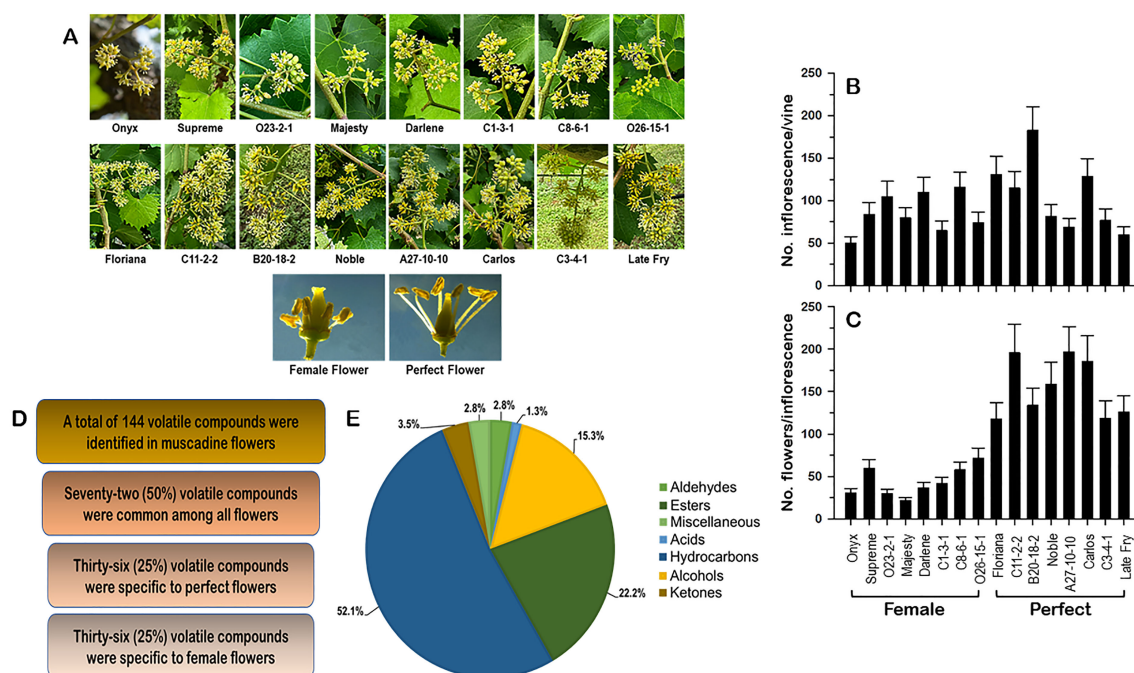 A
Onyx
Supreme
O23-2-1
Majesty
Darlene
C1-3-1
C8-6-1
O26-15-1
Floriana
C11-2-2
B20-18-2
Noble
A27-10-10
Carlos
C3-4-1
Late Fry
Female Flower
Perfect Flower
B
No. inflorescence/vine
250
200
150
100
50
0
C
No. flowers/inflorescence
250
200
150
100
50
0
Onyx
Supreme
O23-2-1
Majesty
Darlene
C1-3-1
C8-6-1
O26-15-1
Floriana
C11-2-2
B20-18-2
Noble
A27-10-10
Carlos
C3-4-1
Late Fry
Female
Perfect
D
A total of 144 volatile compounds were
identified in muscadine flowers
Seventy-two (50%) volatile compounds
were common among all flowers
Thirty-six (25%) volatile compounds
were specific to perfect flowers
Thirty-six (25%) volatile compounds
were specific to female flowers
E
2.8%
2.8%
1.3%
3.5%
15.3%
22.2%
52.1%
Aldehydes
Esters
Miscellaneous
Acids
Hydrocarbons
Alcohols
Ketones